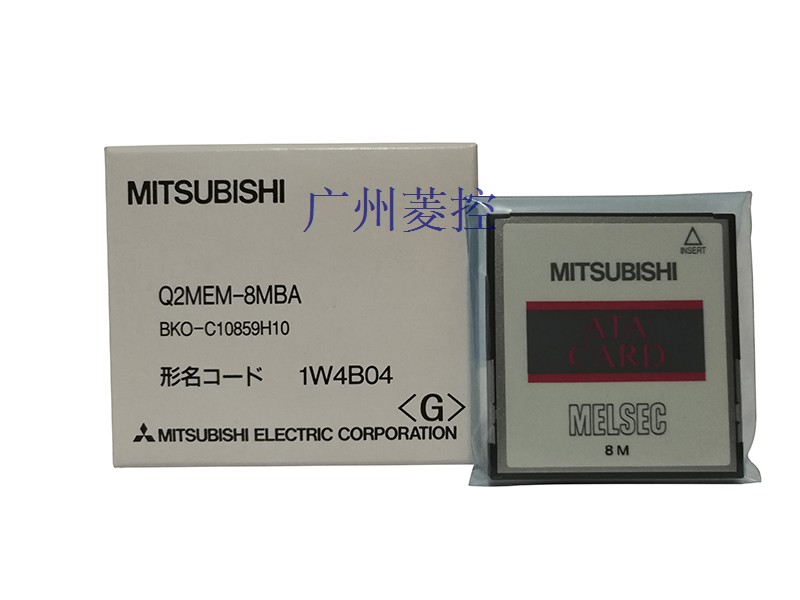 MITSUBISHI
广州菱控
Q2MEM-8MBA
BKO-C10859H10
形名コード 1W4B04
<G>
MITSUBISHI ELECTRIC CORPORATION
INSERT
MITSUBISHI
ATA
CARD
MELSEC
8M